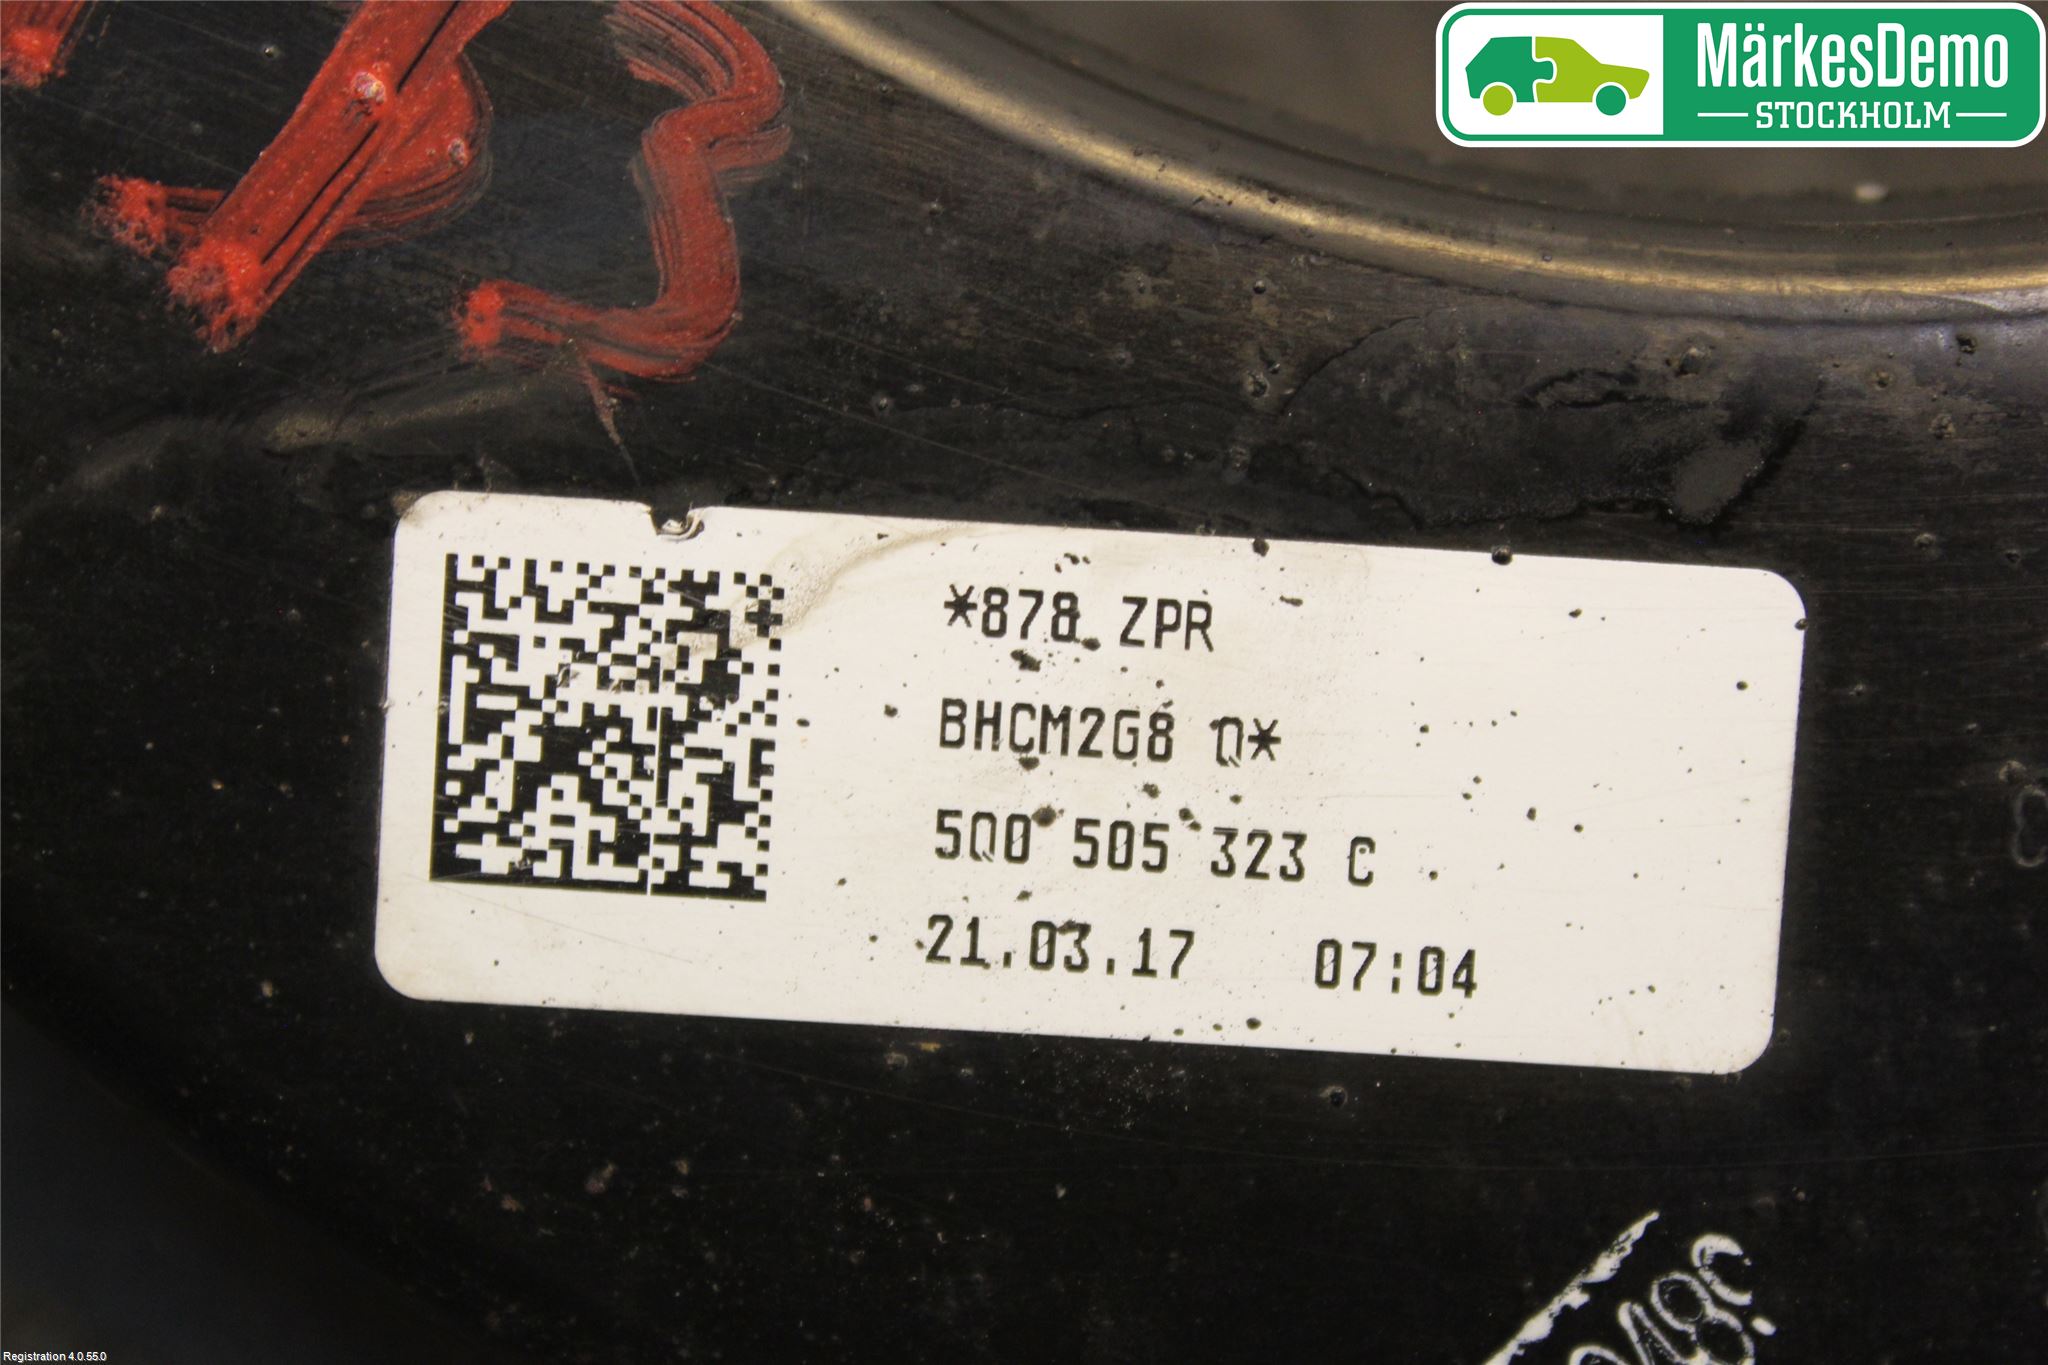 MärkesDemo
STOCKHOLM
*878 ZPR
BHCM2G8 Q*
5Q0 505 323 C
21.03.17 07:04
Registration 4.0.55.0